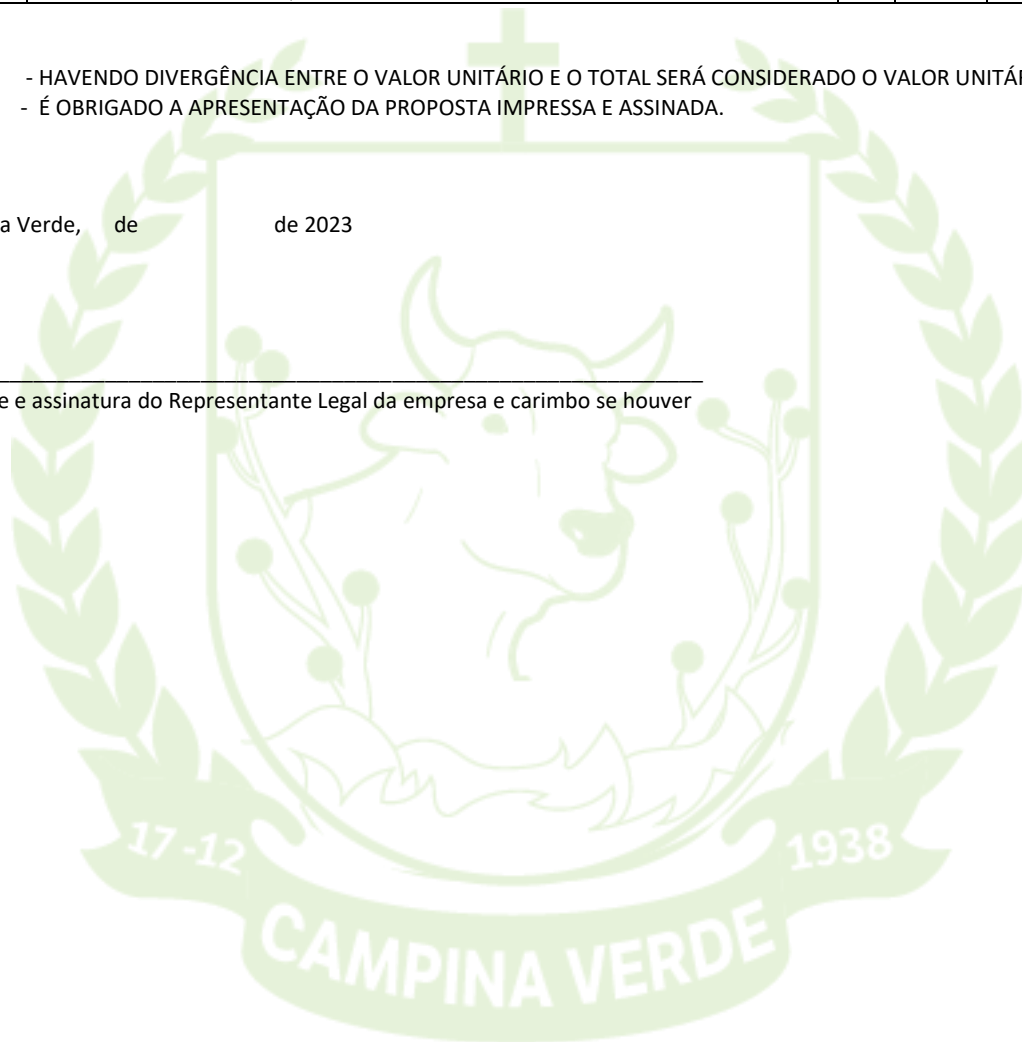 - HAVENDO DIVERGÊNCIA ENTRE O VALOR UNITÁRIO E O TOTAL SERÁ CONSIDERADO O VALOR UNITÁR
- É OBRIGADO A APRESENTAÇÃO DA PROPOSTA IMPRESSA E ASSINADA.
a Verde, de de 2023
e e assinatura do Representante Legal da empresa e carimbo se houver
17-12
1938
CAMPINA VERDE